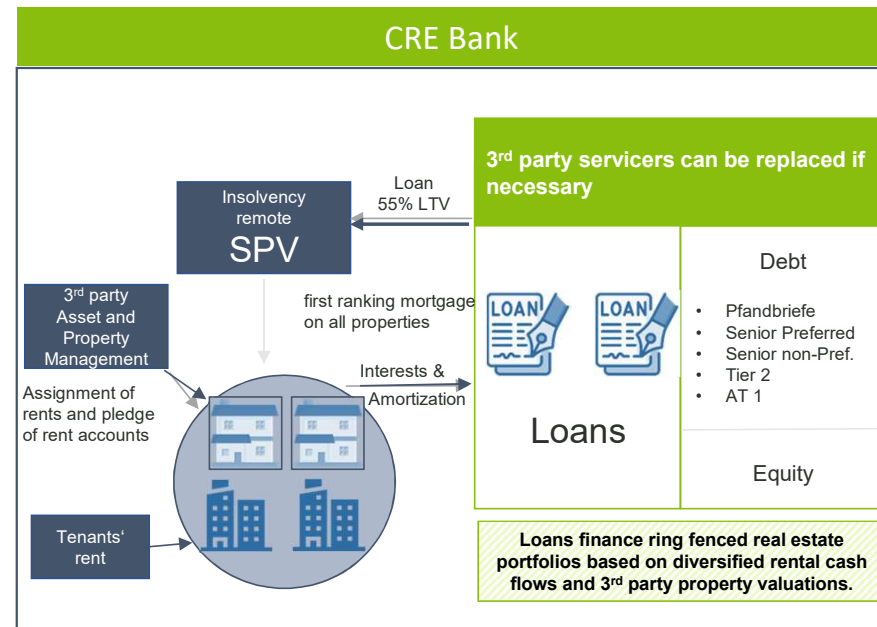 CRE Bank
3rd party servicers can be replaced if
necessary
Loan
55% LTV
Insolvency
remote
SPV
3rd party
Asset and
Property
Management
first ranking mortgage
on all properties
Assignment of
rents and pledge
of rent accounts
Interests &
Amortization
Tenants‘
rent
LOAN
LOAN
Loans
Debt
• Pfandbriefe
• Senior Preferred
• Senior non-Pref.
• Tier 2
• AT 1
Equity
Loans finance ring fenced real estate
portfolios based on diversified rental cash
flows and 3rd party property valuations.